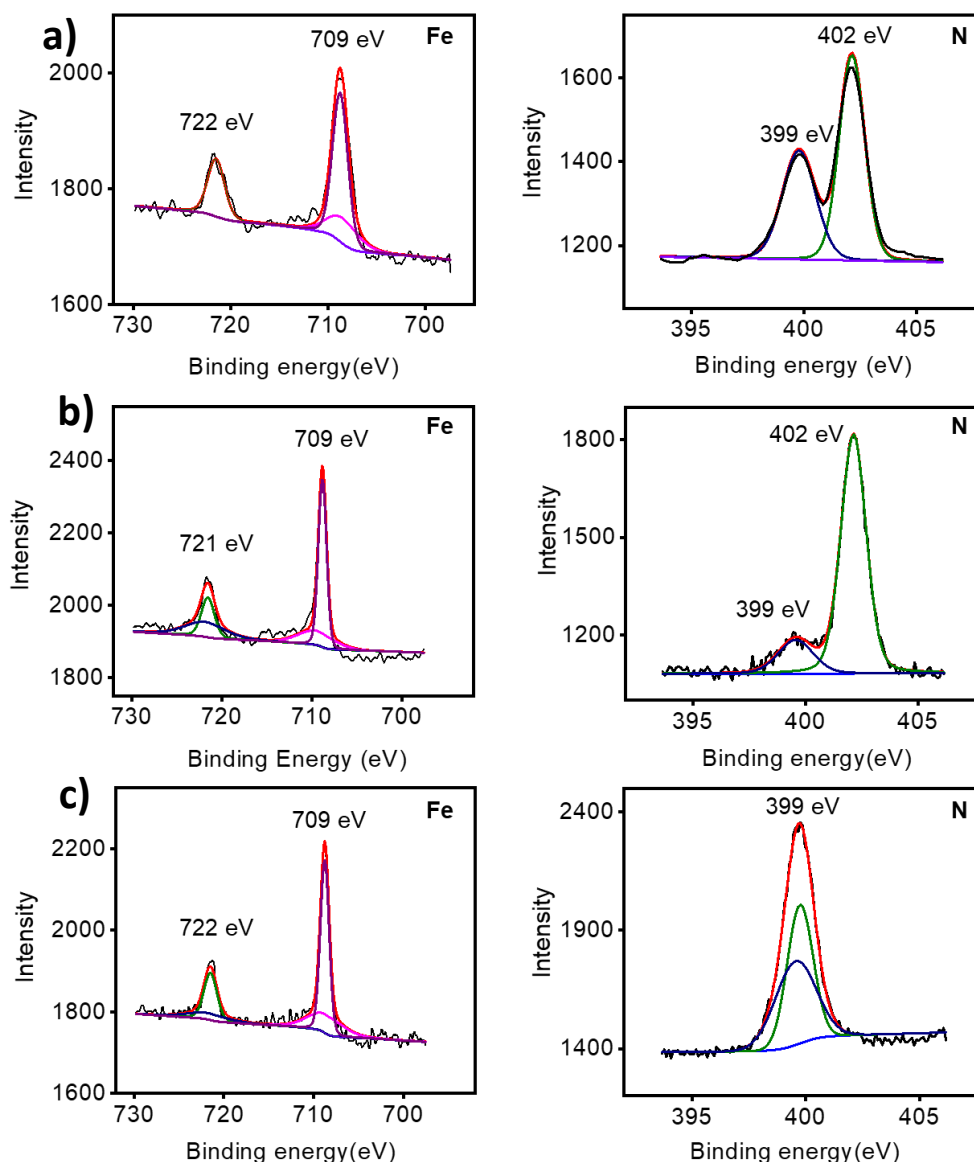 a)
709 eV
Fe
2000
722 eV
Intensity
1800
1600
730
720
710
700
Binding energy(eV)
402 eV
N
1600
399 eV
Intensity
1400
1200
395
400
405
Binding energy (eV)
b)
709 eV
Fe
2400
Intensity
2200
721 eV
2000
1800
730
720
710
700
Binding Energy (eV)
N
1800
402 eV
Intensity
1500
399 eV
1200
395
400
405
Binding energy(eV)
c)
709 eV
Fe
2200
Intensity
2000
722 eV
1800
1600
730
720
710
700
Binding energy(eV)
399 eV
N
2400
Intensity
1900
1400
395
400
405
Binding energy(eV)